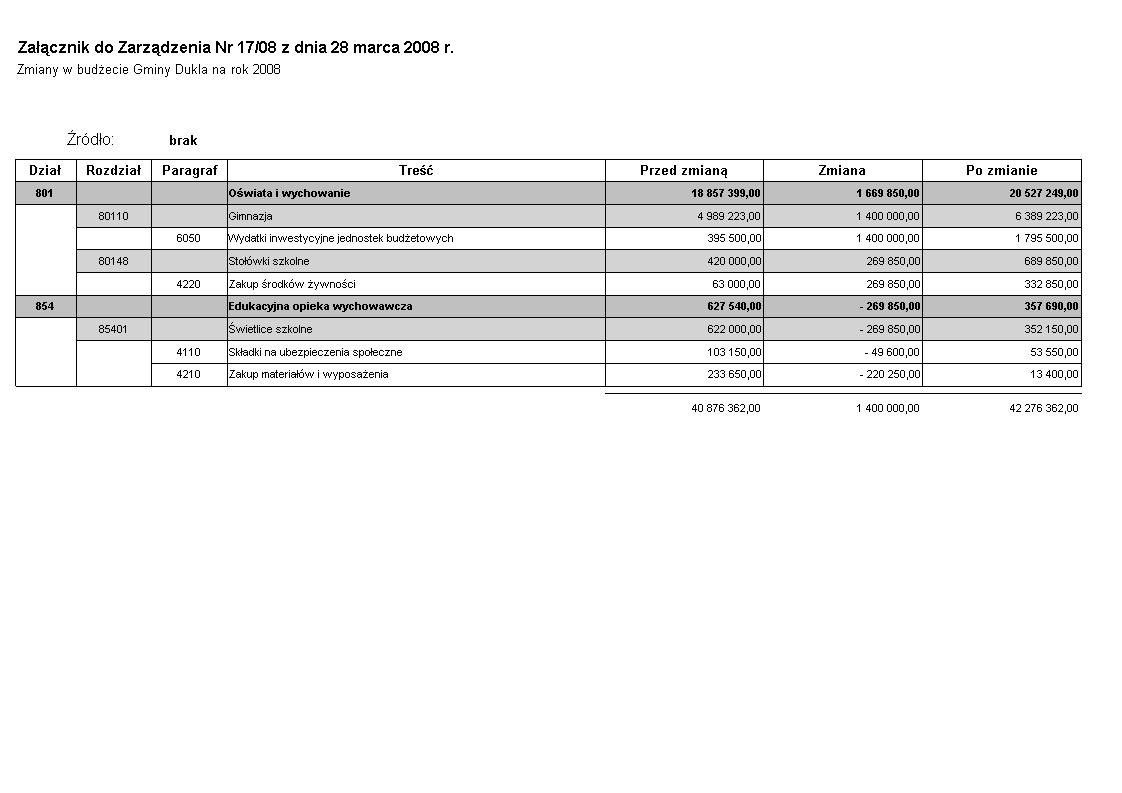 Załącznik do Zarządzenia Nr 17/08 z dnia 28 marca 2008 r.
Zmiany w budżecie Gminy Dukla na rok 2008
Źródło: brak
Dział Rozdział Paragraf Treść Przed zmianą Zmiana Po zmianie
801 Oświata i wychowanie 18 857 399,00 1 669 850,00 20 527 249,00
80110 Gimnazja 4 989 223,00 1 400 000,00 6 389 223,00
6050 Wydatki inwestycyjne jednostek budżetowych 395 500,00 1 400 000,00 1 795 500,00
80148 Stołówki szkolne 420 000,00 269 850,00 689 850,00
4220 Zakup środków żywności 63 000,00 269 850,00 332 850,00
854 Edukacyjna opieka wychowawcza 627 540,00 - 269 850,00 357 690,00
85401 Świetlice szkolne 622 000,00 - 269 850,00 352 150,00
4110 Składki na ubezpieczenia społeczne 103 150,00 - 49 600,00 53 550,00
4210 Zakup materiałów i wyposażenia 233 650,00 - 220 250,00 13 400,00
40 876 362,00 1 400 000,00 42 276 362,00